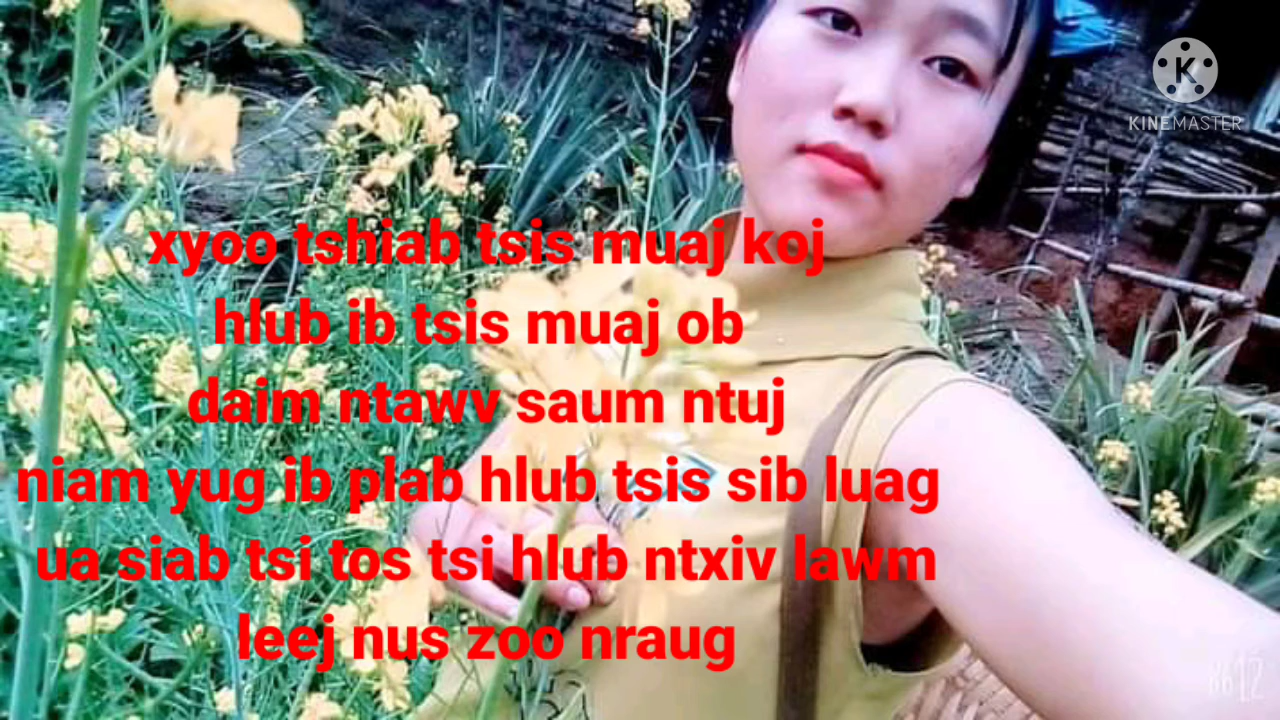 KINEMASTER
xyoo tshiab tsis muaj koj
hlub ib tsis muaj ob
daim ntawv saum ntuj
niam yug ib plab hlub tsis sib luag
ua siab tsi tos tsi hlub ntxiv lawm
leej nus zoo nraug